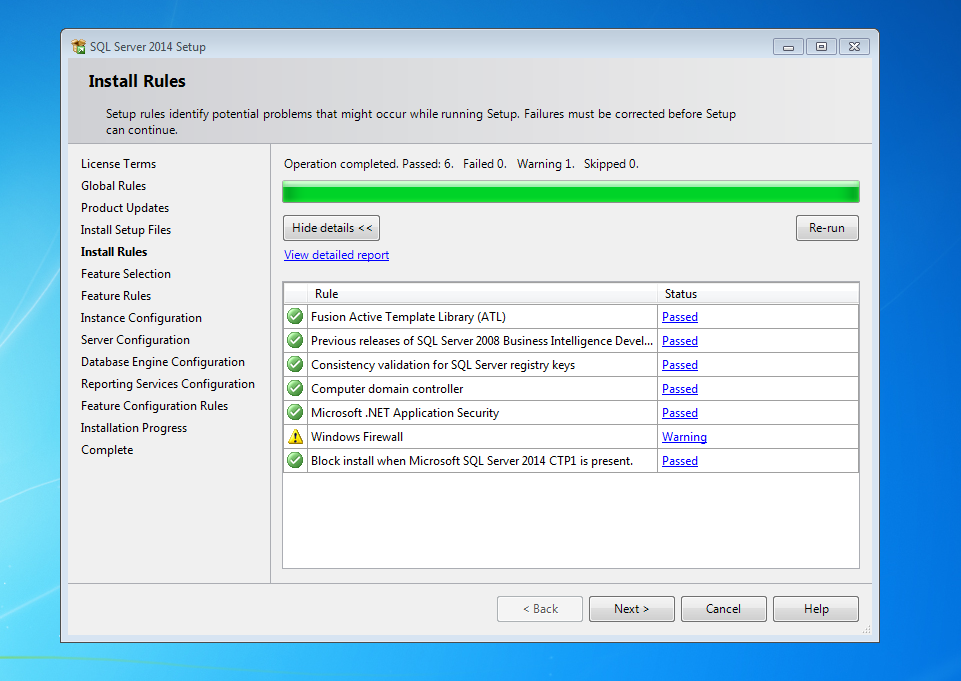 SQL Server 2014 Setup
Install Rules
Setup rules identify potential problems that might occur while running Setup. Failures must be corrected before Setup
can continue.
License Terms
Global Rules
Product Updates
Install Setup Files
Install Rules
Feature Selection
Feature Rules
Instance Configuration
Server Configuration
Database Engine Configuration
Reporting Services Configuration
Feature Configuration Rules
Installation Progress
Complete
Operation completed. Passed: 6. Failed 0. Warning 1. Skipped 0.
Hide details <<
Re-run
View detailed report
Rule Status
Fusion Active Template Library (ATL) Passed
Previous releases of SQL Server 2008 Business Intelligence Devel... Passed
Consistency validation for SQL Server registry keys Passed
Computer domain controller Passed
Microsoft .NET Application Security Passed
Windows Firewall Warning
Block install when Microsoft SQL Server 2014 CTP1 is present. Passed
< Back Next > Cancel Help